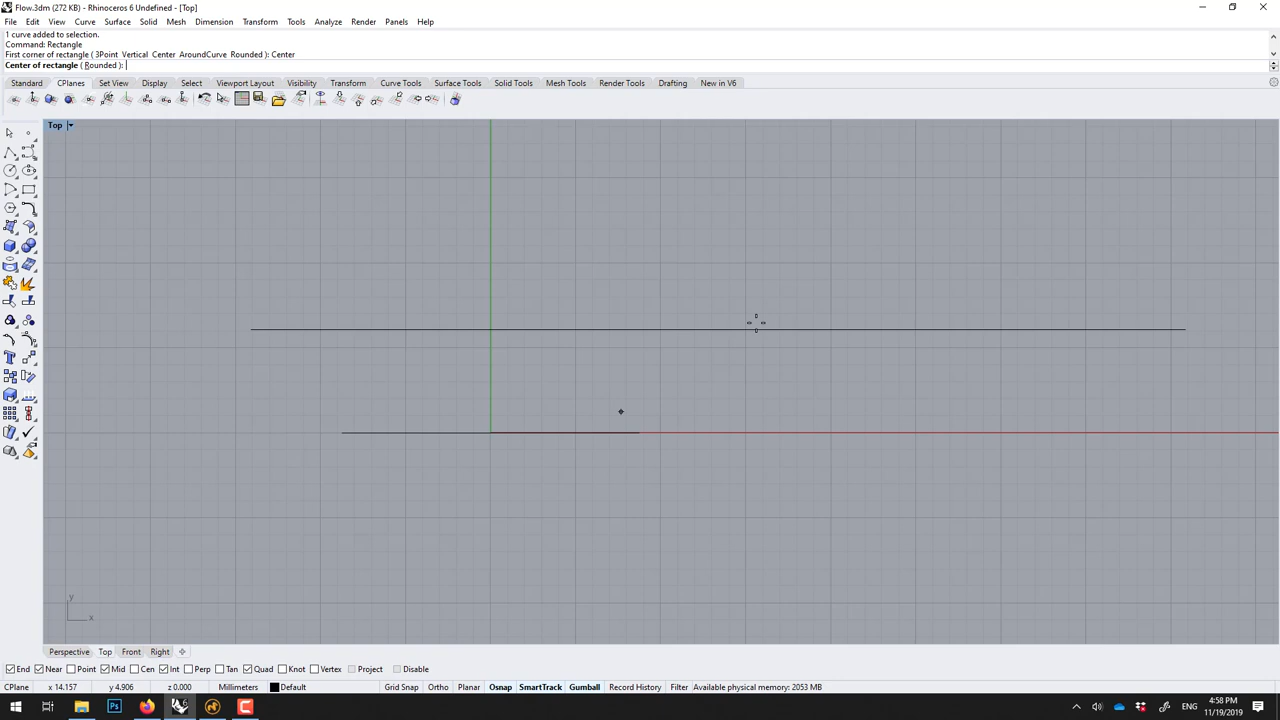 Flow.3dm (272 KB) - Rhinoceros 6 Undefined - [Top]
File Edit View Curve Surface Solid Mesh Dimension Transform Tools Analyze Render Panels Help
1 curve added to selection.
Command: Rectangle
First corner of rectangle ( 3Point Vertical Center AroundCurve Rounded ): Center
Center of rectangle ( Rounded ):
Standard CPlanes Set View Display Select Viewport Layout Visibility Transform Curve Tools Surface Tools Solid Tools Mesh Tools Render Tools Drafting New in V6
Top
y
x
Perspective Top Front Right
End Near Point Mid Cen Int Perp Tan Quad Knot Vertex Project Disable
CPlane x 14.157 y 4.906 z 0.000 Millimeters Default Grid Snap Ortho Planar Osnap SmartTrack Gumball Record History Filter Available physical memory: 2053 MB
ENG
4:58 PM
11/19/2019